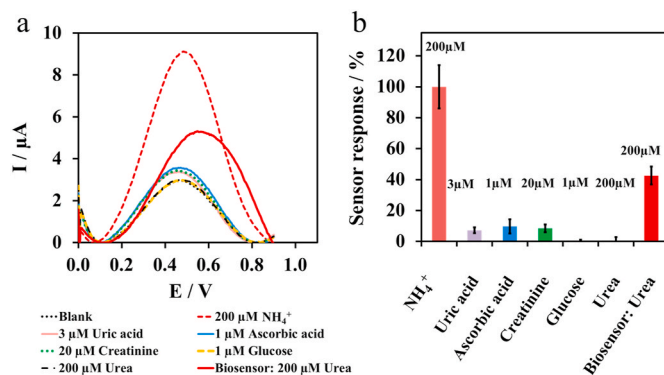 a
I / μA
10
8
6
4
2
0
0.0 0.2 0.4 0.6 0.8 1.0
E / V
Blank
200 μM NH₄⁺
3 μM Uric acid
1 μM Ascorbic acid
20 μM Creatinine
1 μM Glucose
200 μM Urea
Biosensor: 200 μM Urea
b
Sensor response / %
120
100
80
60
40
20
0
200μM
3μM
1μM
20μM
1μM
200μM
200μM
NH₄⁺
Uric acid
Ascorbic acid
Creatinine
Glucose
Urea
Biosensor: Urea